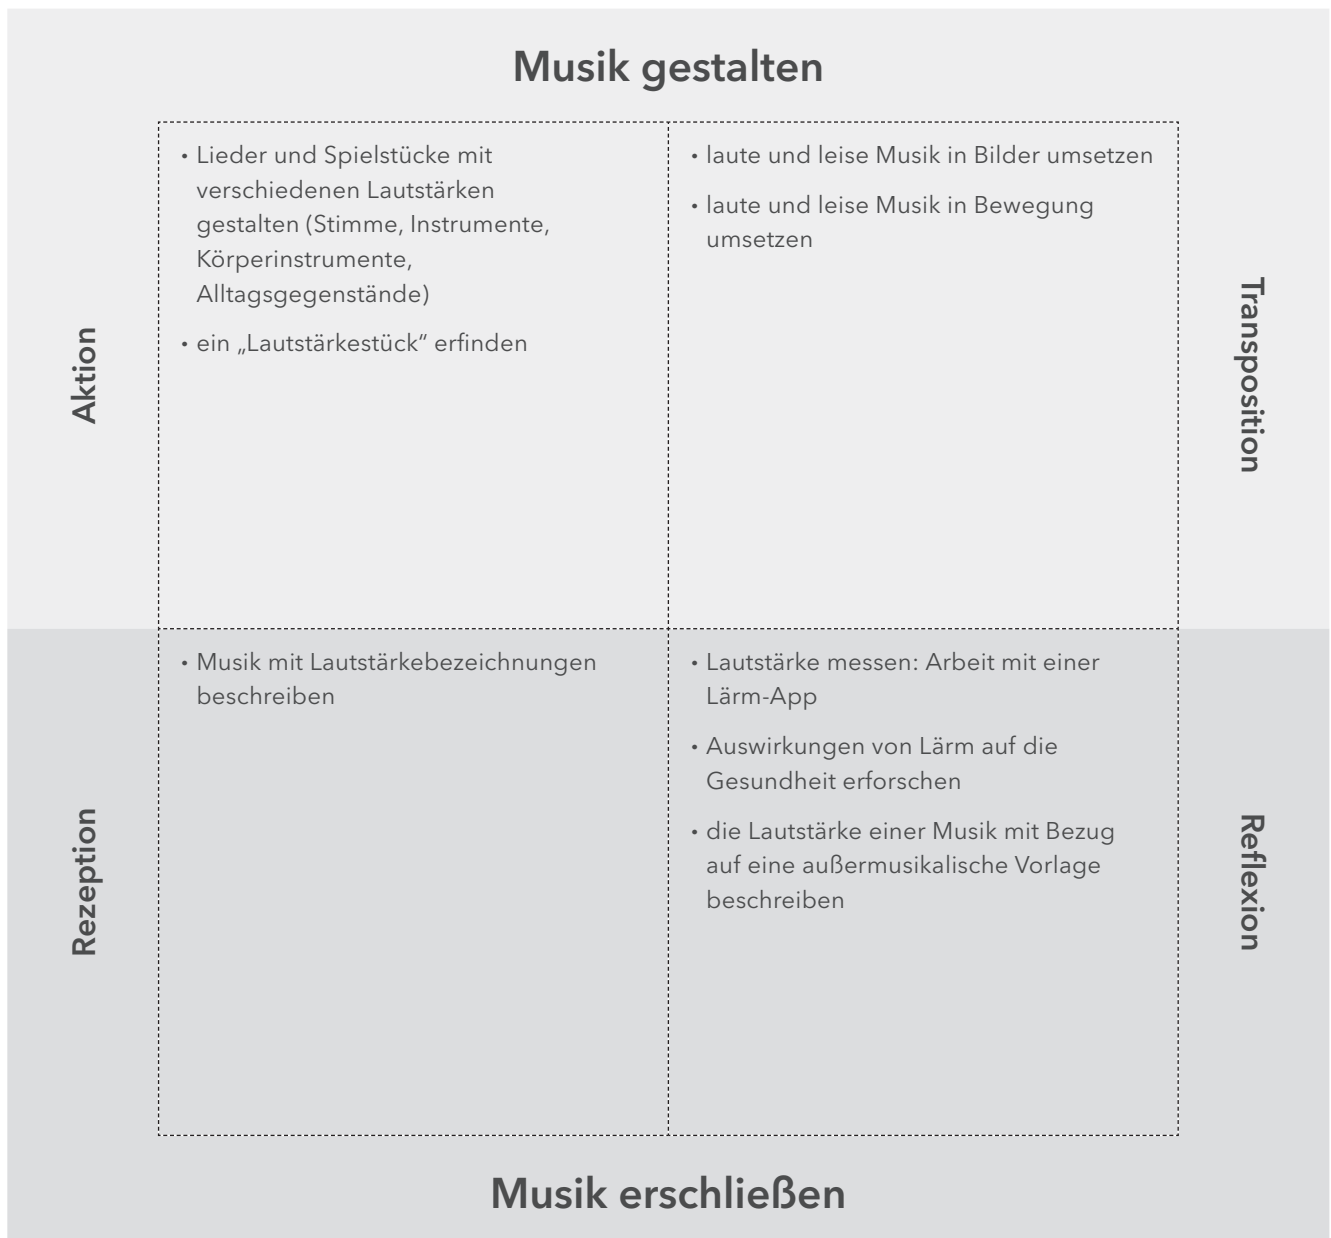 Musik gestalten
Aktion
• Lieder und Spielstücke mit
verschiedenen Lautstärken
gestalten (Stimme, Instrumente,
Körperinstrumente,
Alltagsgegenstände)
• ein „Lautstärkestück“ erfinden
• laute und leise Musik in Bilder umsetzen
• laute und leise Musik in Bewegung
umsetzen
Transposition
Rezeption
• Musik mit Lautstärkebezeichnungen
beschreiben
• Lautstärke messen: Arbeit mit einer
Lärm-App
• Auswirkungen von Lärm auf die
Gesundheit erforschen
• die Lautstärke einer Musik mit Bezug
auf eine außermusikalische Vorlage
beschreiben
Reflexion
Musik erschließen